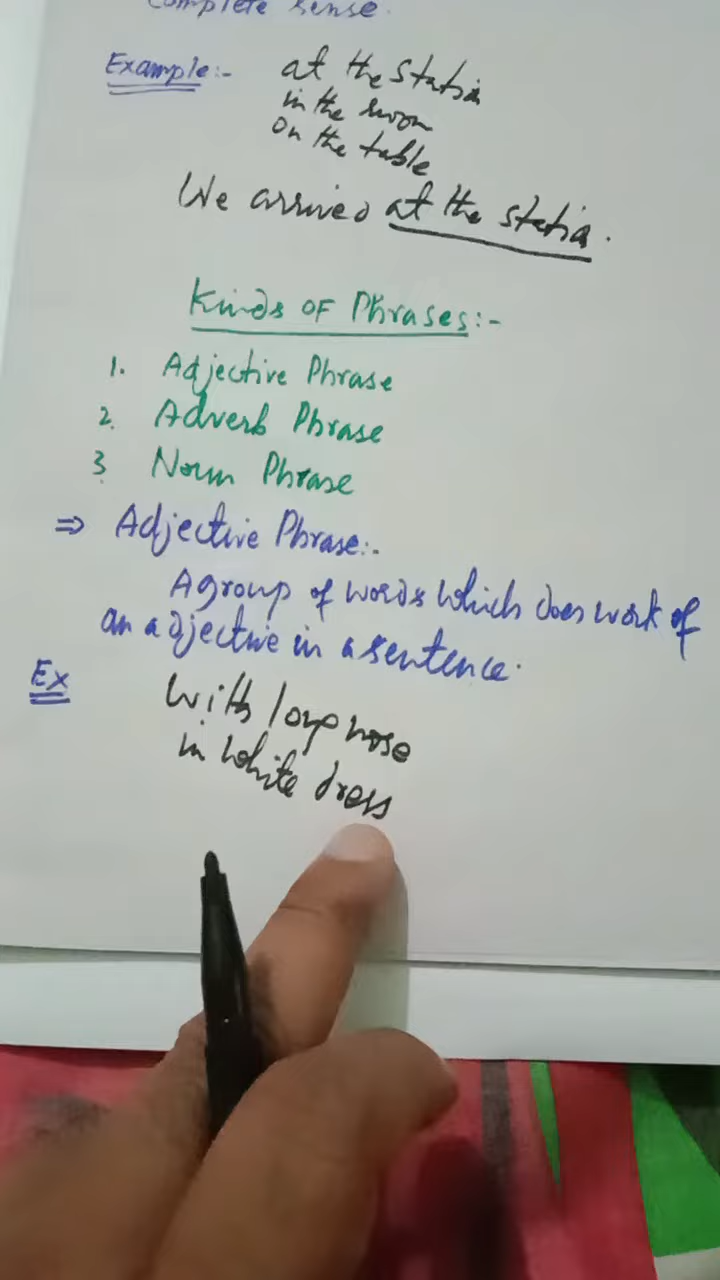 Complete sense.
Example:- at the station
in the room
on the table
We arrived at the station.
Kinds of Phrases:-
1. Adjective Phrase
2. Adverb Phrase
3. Noun Phrase
⇒ Adjective Phrase:-
A group of words which does work of
an adjective in a sentence.
Ex With long nose
in white dress